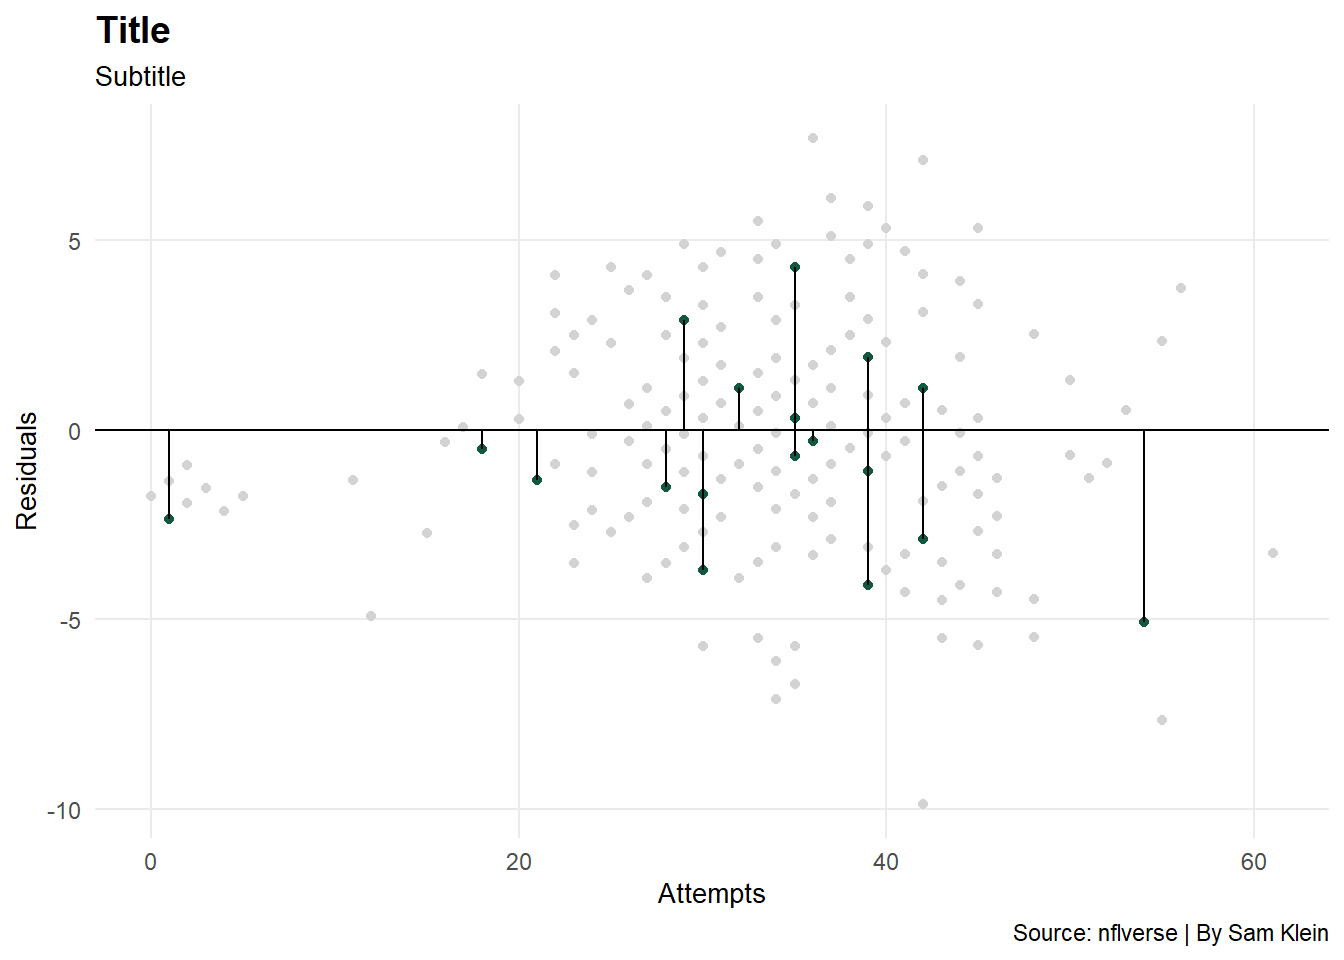 Title
Subtitle
5
0
-5
-10
Residuals
0 20 40 60
Attempts
Source: nflverse | By Sam Klein